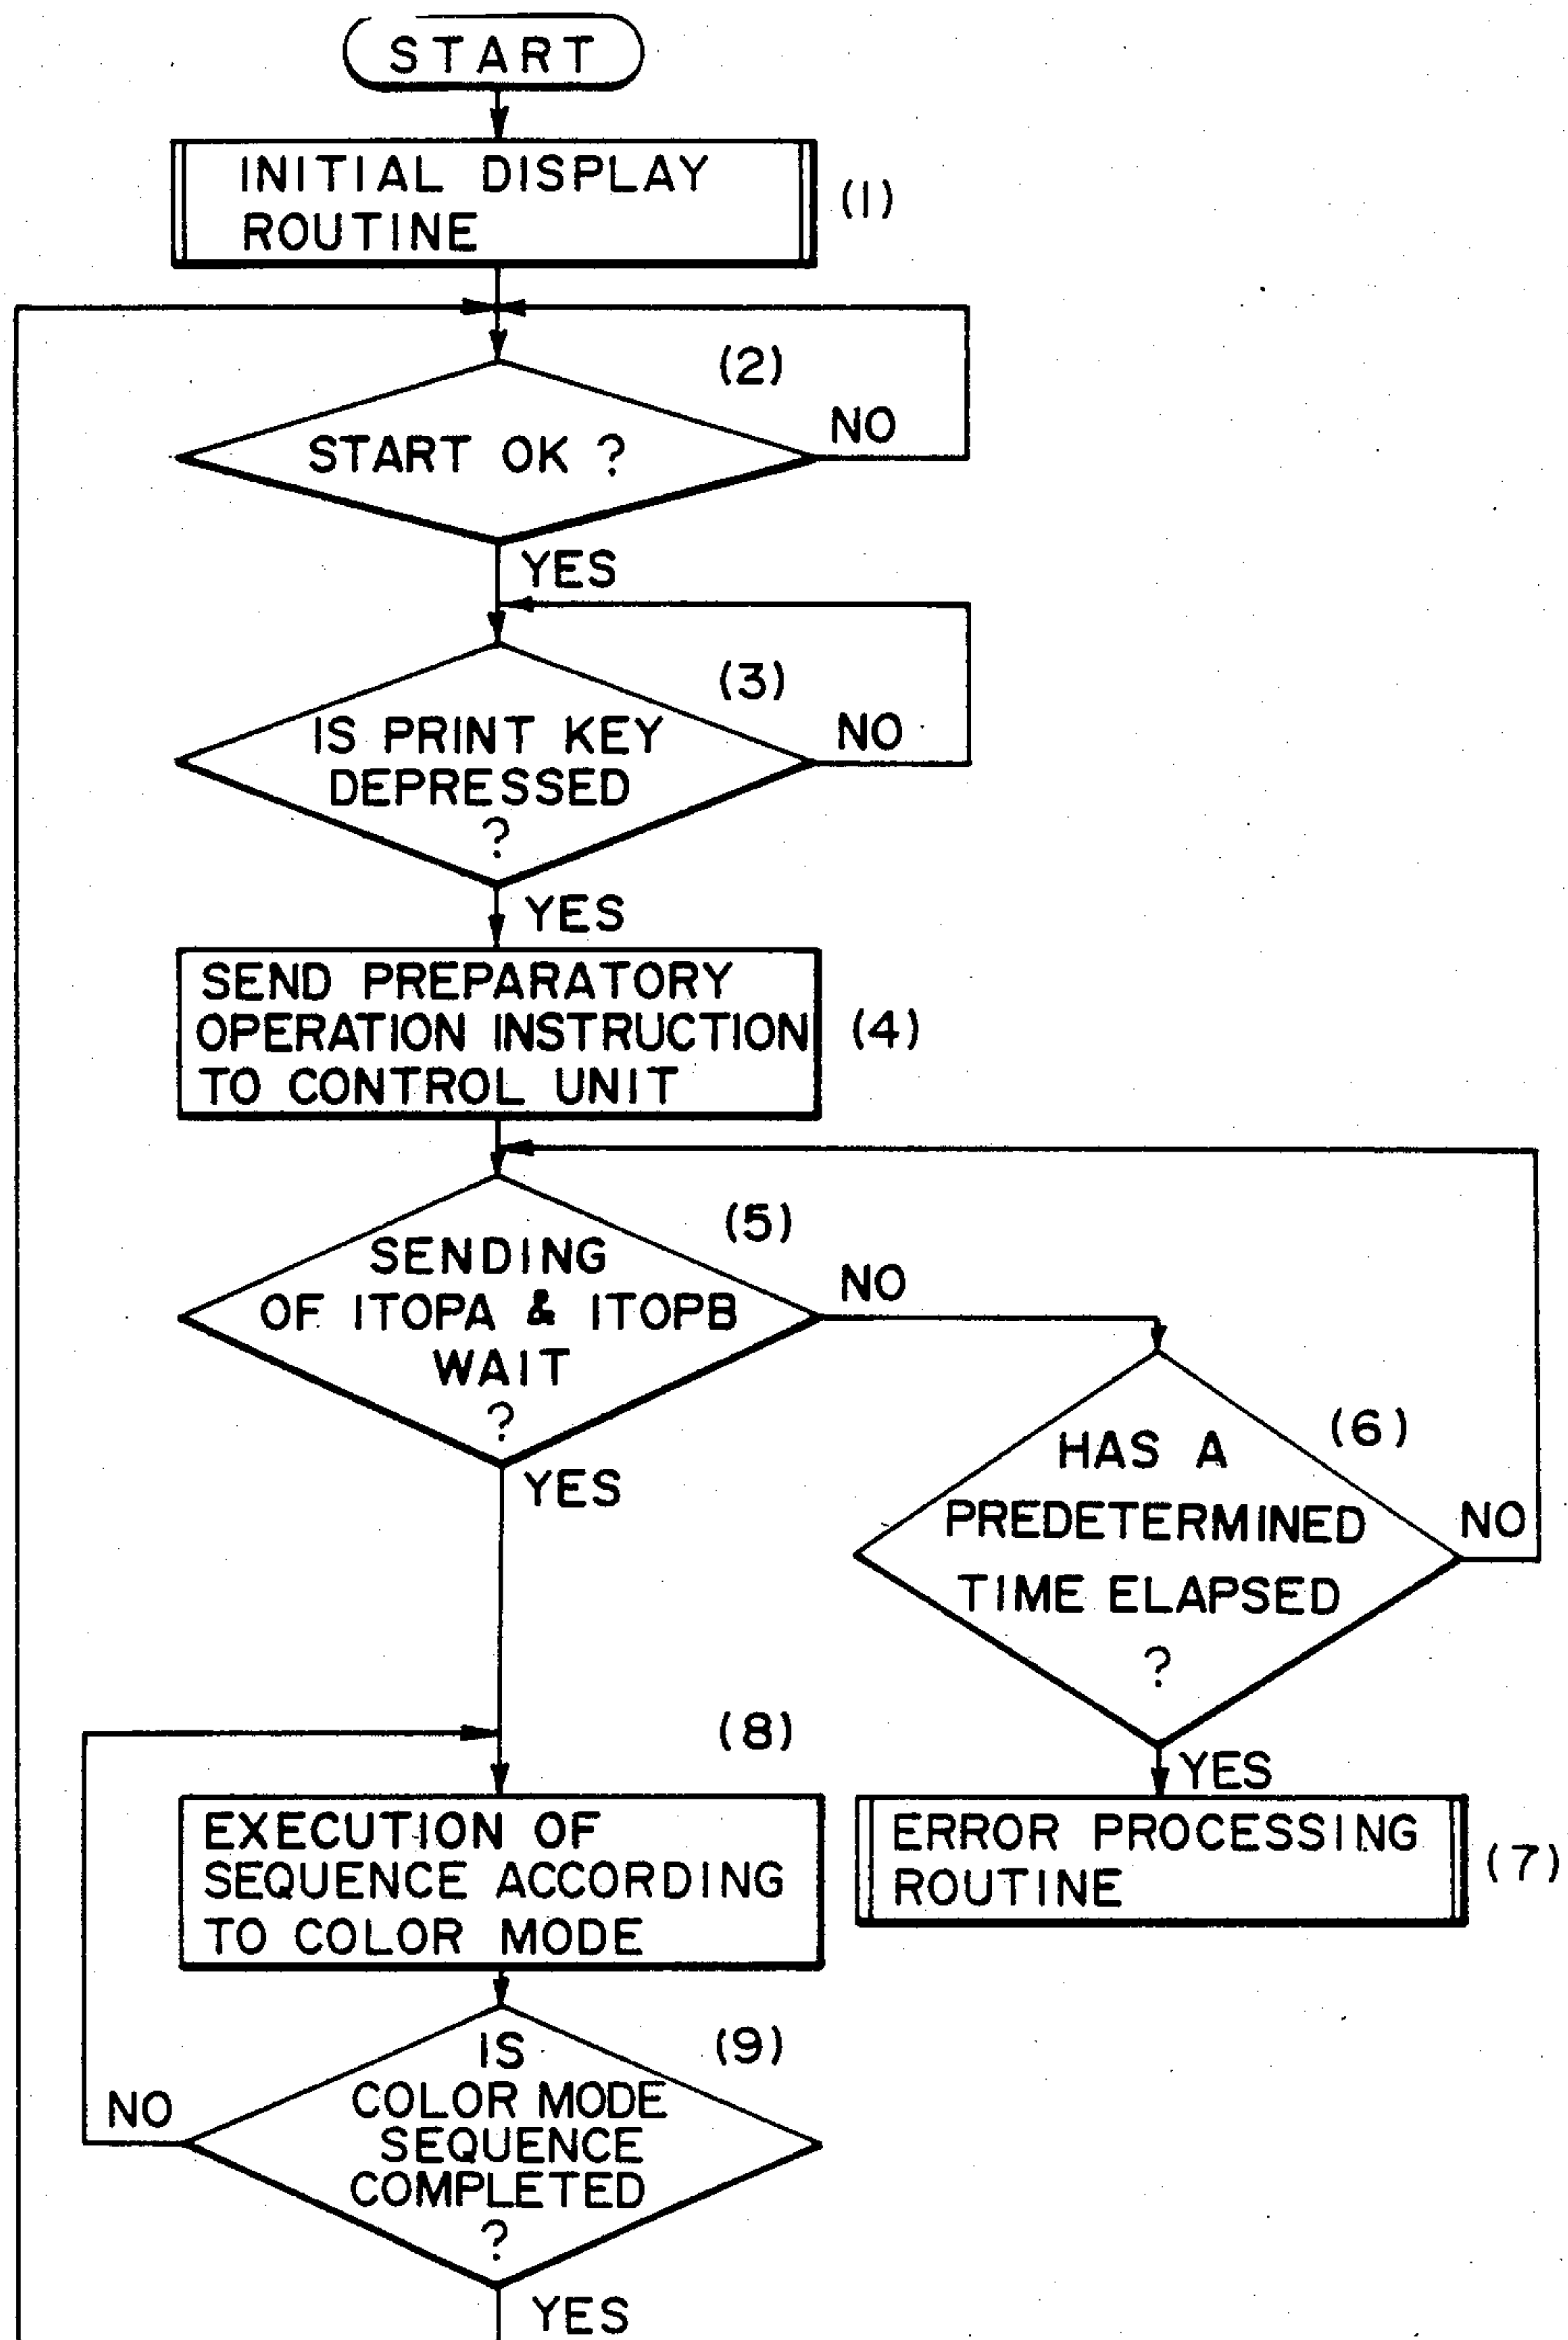 START
INITIAL DISPLAY
ROUTINE
(1)
(2)
START OK ?
NO
YES
(3)
IS PRINT KEY
DEPRESSED
?
NO
YES
SEND PREPARATORY
OPERATION INSTRUCTION
TO CONTROL UNIT
(4)
(5)
SENDING
OF ITOPA & ITOPB
WAIT
?
NO
YES
(6)
HAS A
PREDETERMINED
TIME ELAPSED
?
NO
YES
ERROR PROCESSING
ROUTINE
(7)
(8)
EXECUTION OF
SEQUENCE ACCORDING
TO COLOR MODE
(9)
IS
COLOR MODE
SEQUENCE
COMPLETED
?
NO
YES